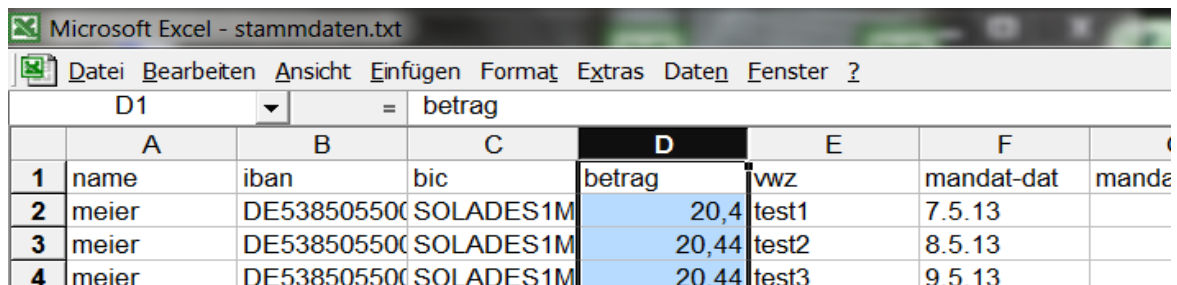 Microsoft Excel - stammdaten.txt
Datei Bearbeiten Ansicht Einfügen Format Extras Daten Fenster ?
D1 = betrag
A B C D E F
1 name iban bic betrag vwz mandat-dat manda
2 meier DE538505500 SOLADES1M 20,4 test1 7.5.13
3 meier DE538505500 SOLADES1M 20,44 test2 8.5.13
4 meier DE538505500 SOLADES1M 20,44 test3 9.5.13